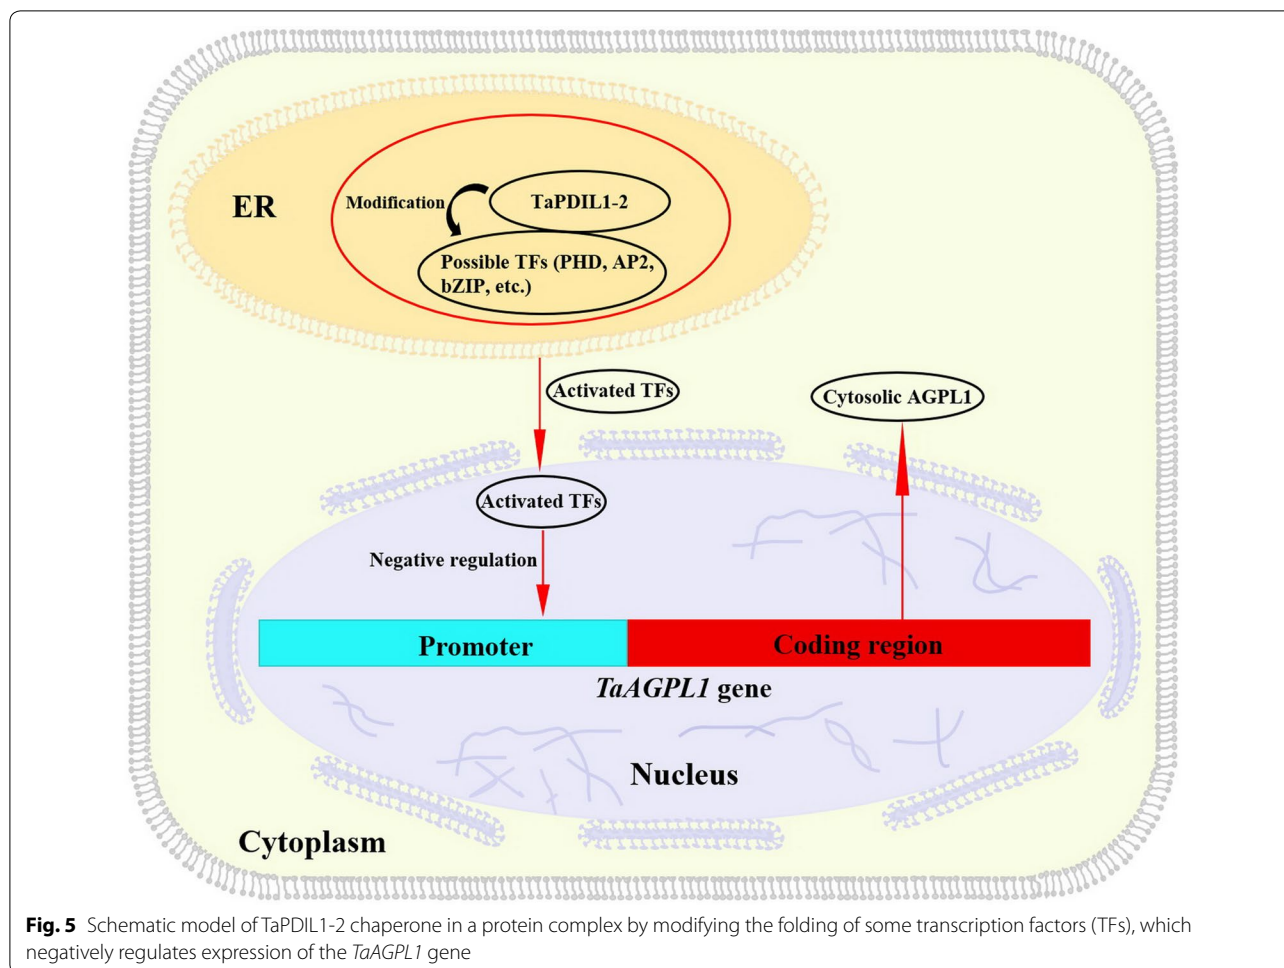 ER
Modification
TaPDIL1-2
Possible TFs (PHD, AP2,
bZIP, etc.)
Activated TFs
Cytosolic AGPL1
Activated TFs
Negative regulation
Promoter
Coding region
TaAGPL1 gene
Nucleus
Cytoplasm
Fig. 5 Schematic model of TaPDIL1-2 chaperone in a protein complex by modifying the folding of some transcription factors (TFs), which
negatively regulates expression of the TaAGPL1 gene